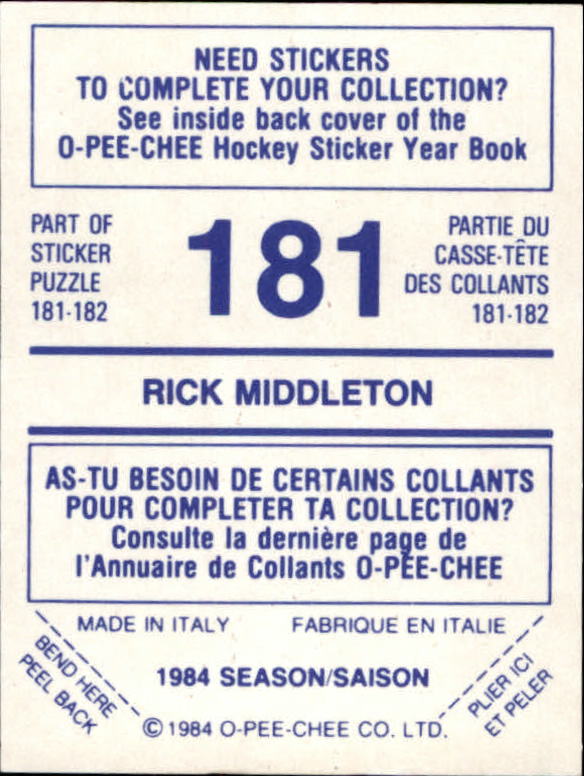 NEED STICKERS
TO COMPLETE YOUR COLLECTION?
See inside back cover of the
O-PEE-CHEE Hockey Sticker Year Book
PART OF
STICKER
PUZZLE
181-182
181
PARTIE DU
CASSE-TÊTE
DES COLLANTS
181-182
RICK MIDDLETON
AS-TU BESOIN DE CERTAINS COLLANTS
POUR COMPLETER TA COLLECTION?
Consulte la dernière page de
l'Annuaire de Collants O-PEE-CHEE
MADE IN ITALY FABRIQUE EN ITALIE
BEND HERE
PEEL BACK
1984 SEASON/SAISON
PLIER ICI
ET PELER
© 1984 O-PEE-CHEE CO. LTD.